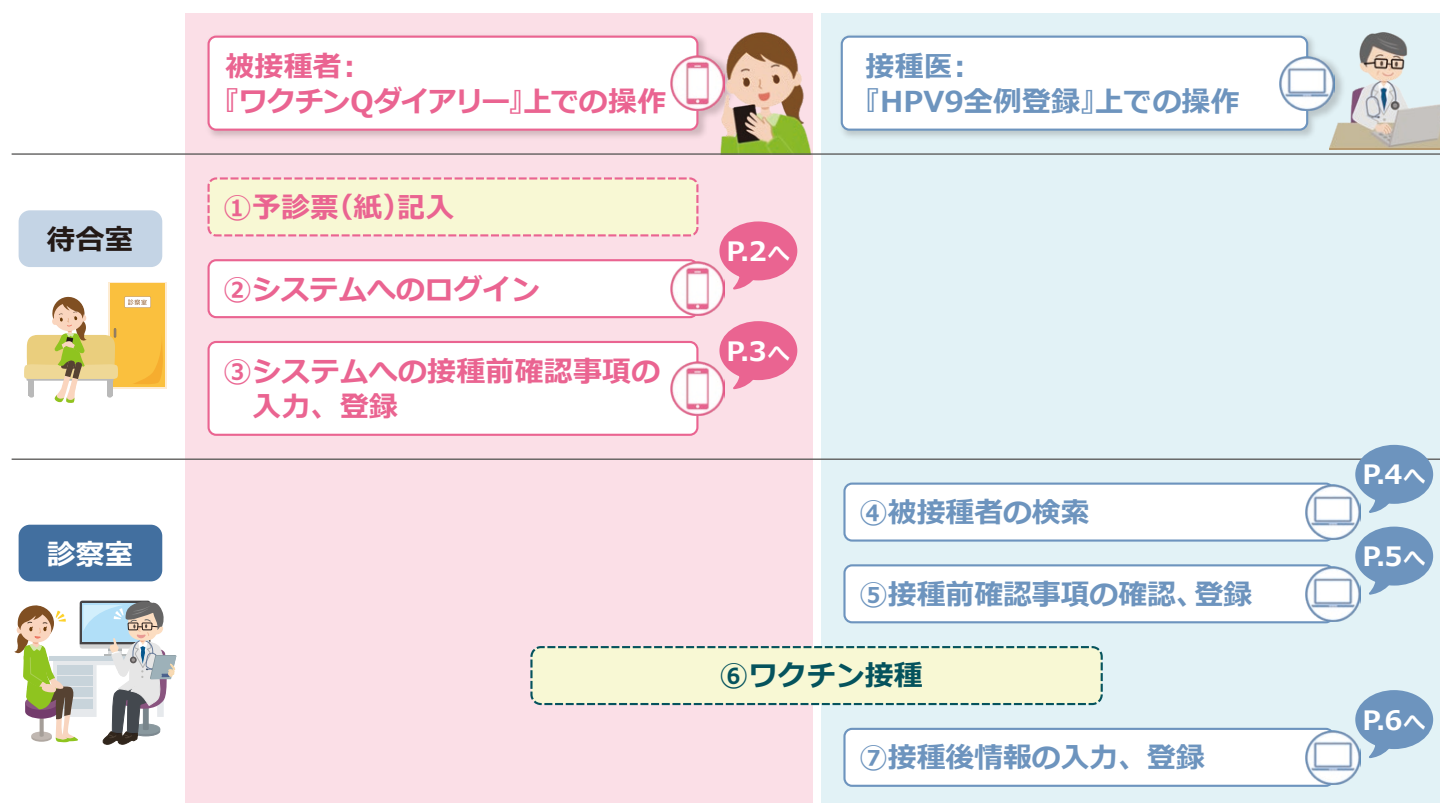 被接種者：
『ワクチンQダイアリー』上での操作
接種医：
『HPV9全例登録』上での操作
待合室
①予診票（紙）記入
P.2へ
②システムへのログイン
診察室
P.3へ
③システムへの接種前確認事項の
入力、登録
P.4へ
④被接種者の検索
診察室
P.5へ
⑤接種前確認事項の確認、登録
⑥ワクチン接種
P.6へ
⑦接種後情報の入力、登録